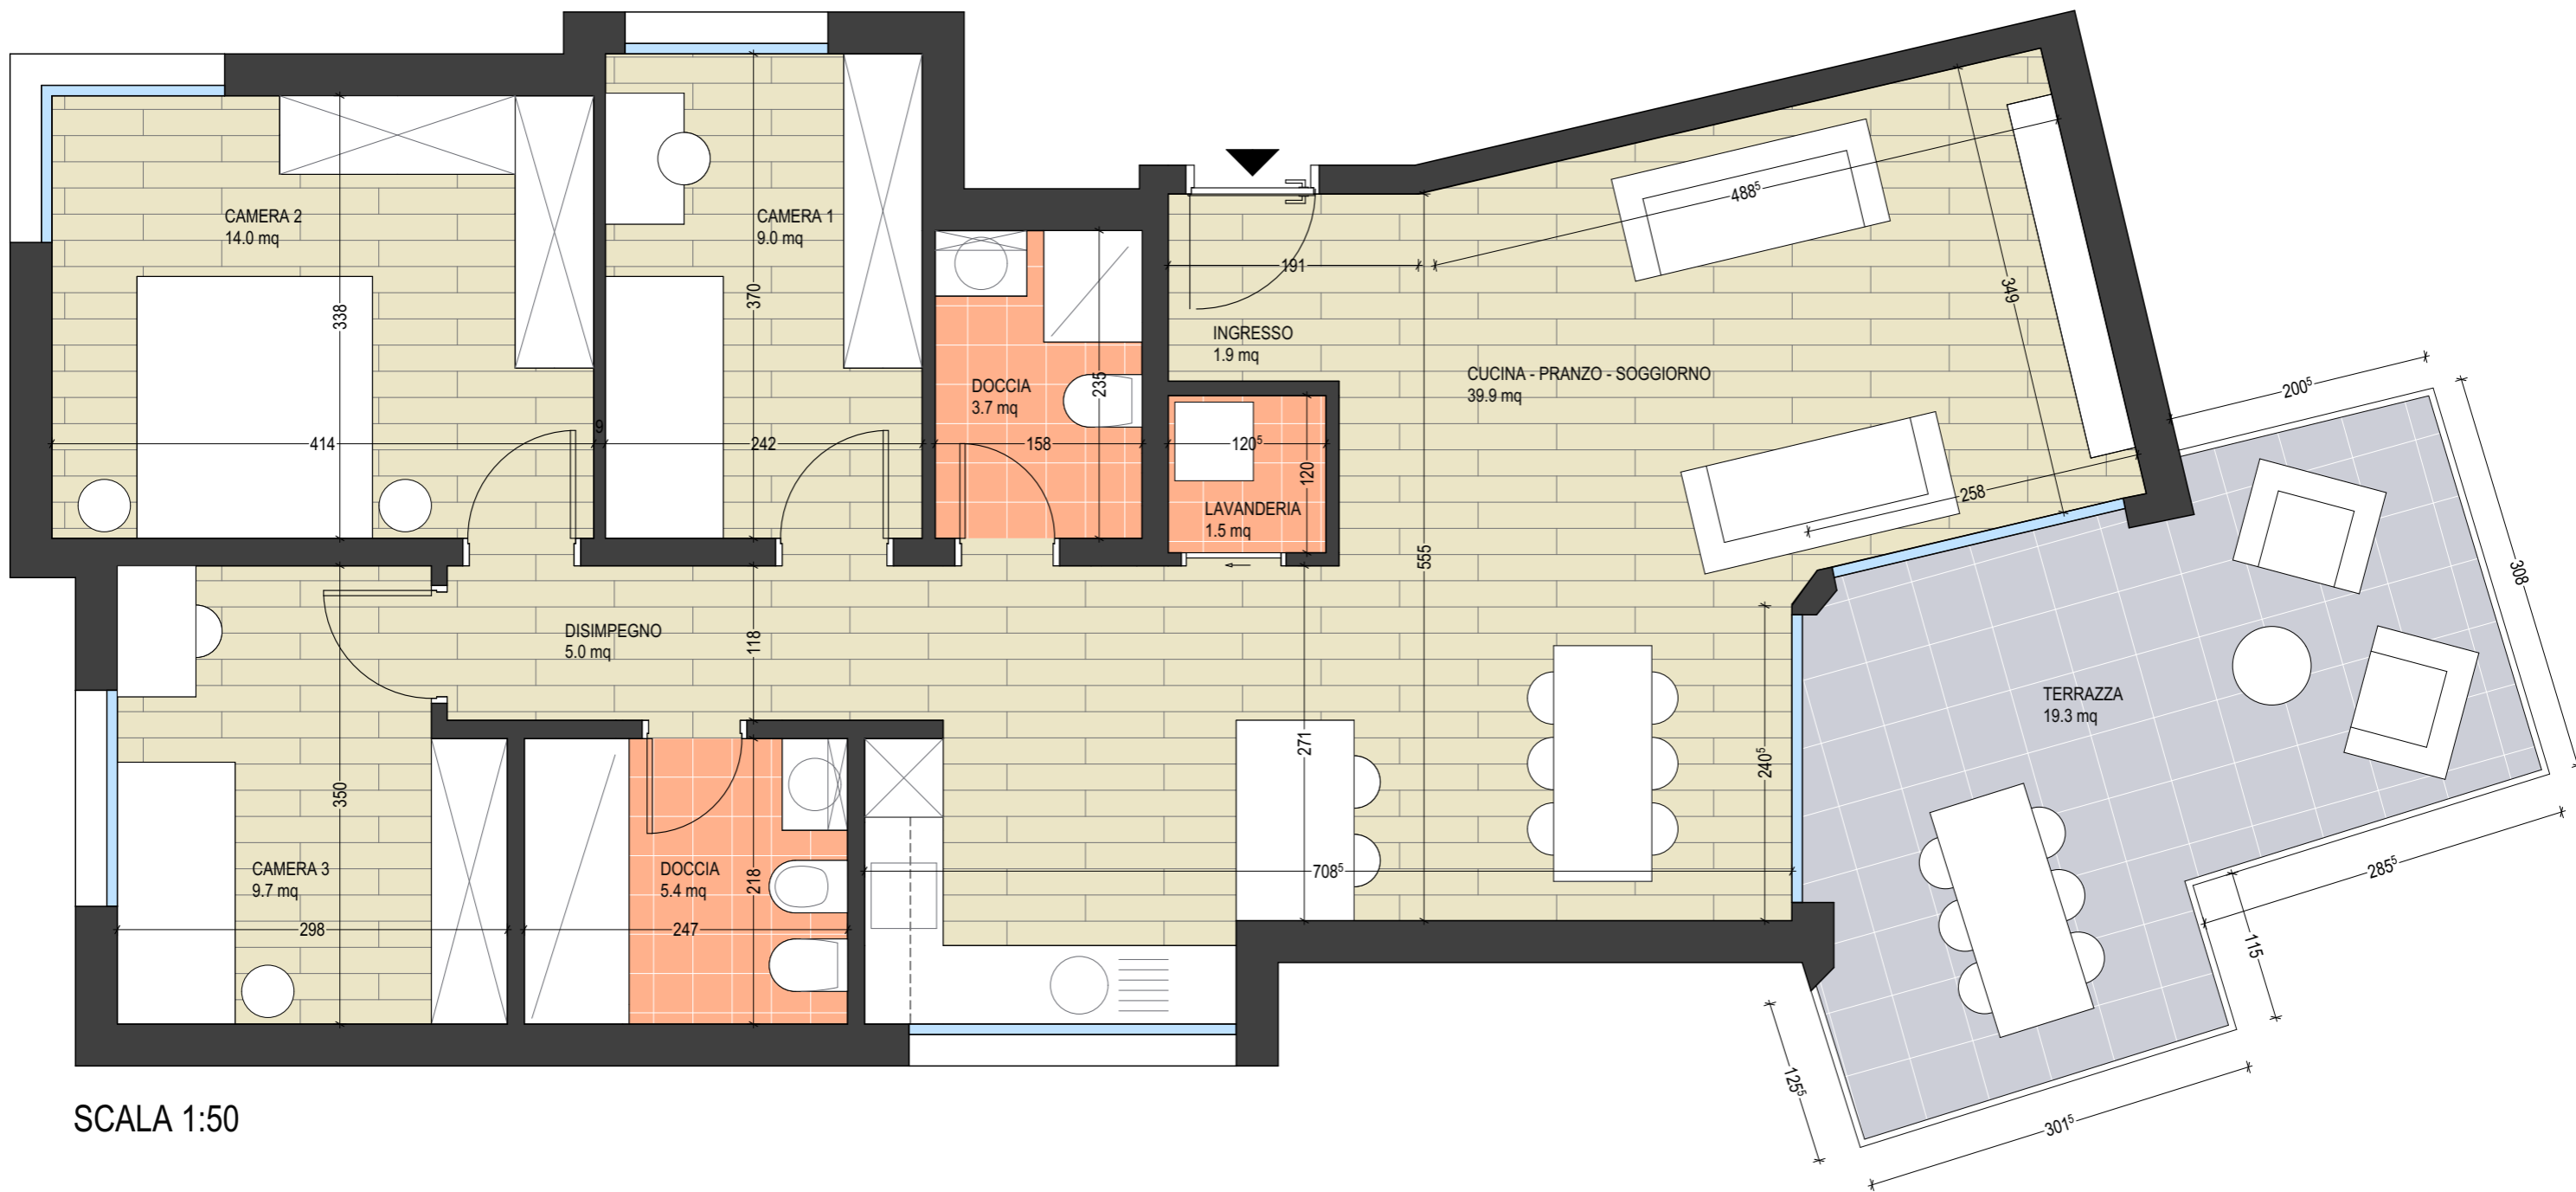 CAMERA 2
14.0 mq
338
414
9
CAMERA 1
9.0 mq
370
242
DOCCIA
3.7 mq
235
158
INGRESSO
1.9 mq
191
LAVANDERIA
1.5 mq
120⁵
120
CUCINA - PRANZO - SOGGIORNO
39.9 mq
488⁵
349
258
555
DISIMPEGNO
5.0 mq
118
271
240⁵
708⁵
CAMERA 3
9.7 mq
350
298
DOCCIA
5.4 mq
218
247
TERRAZZA
19.3 mq
200⁵
308
285⁵
115
125⁵
301⁵
SCALA 1:50